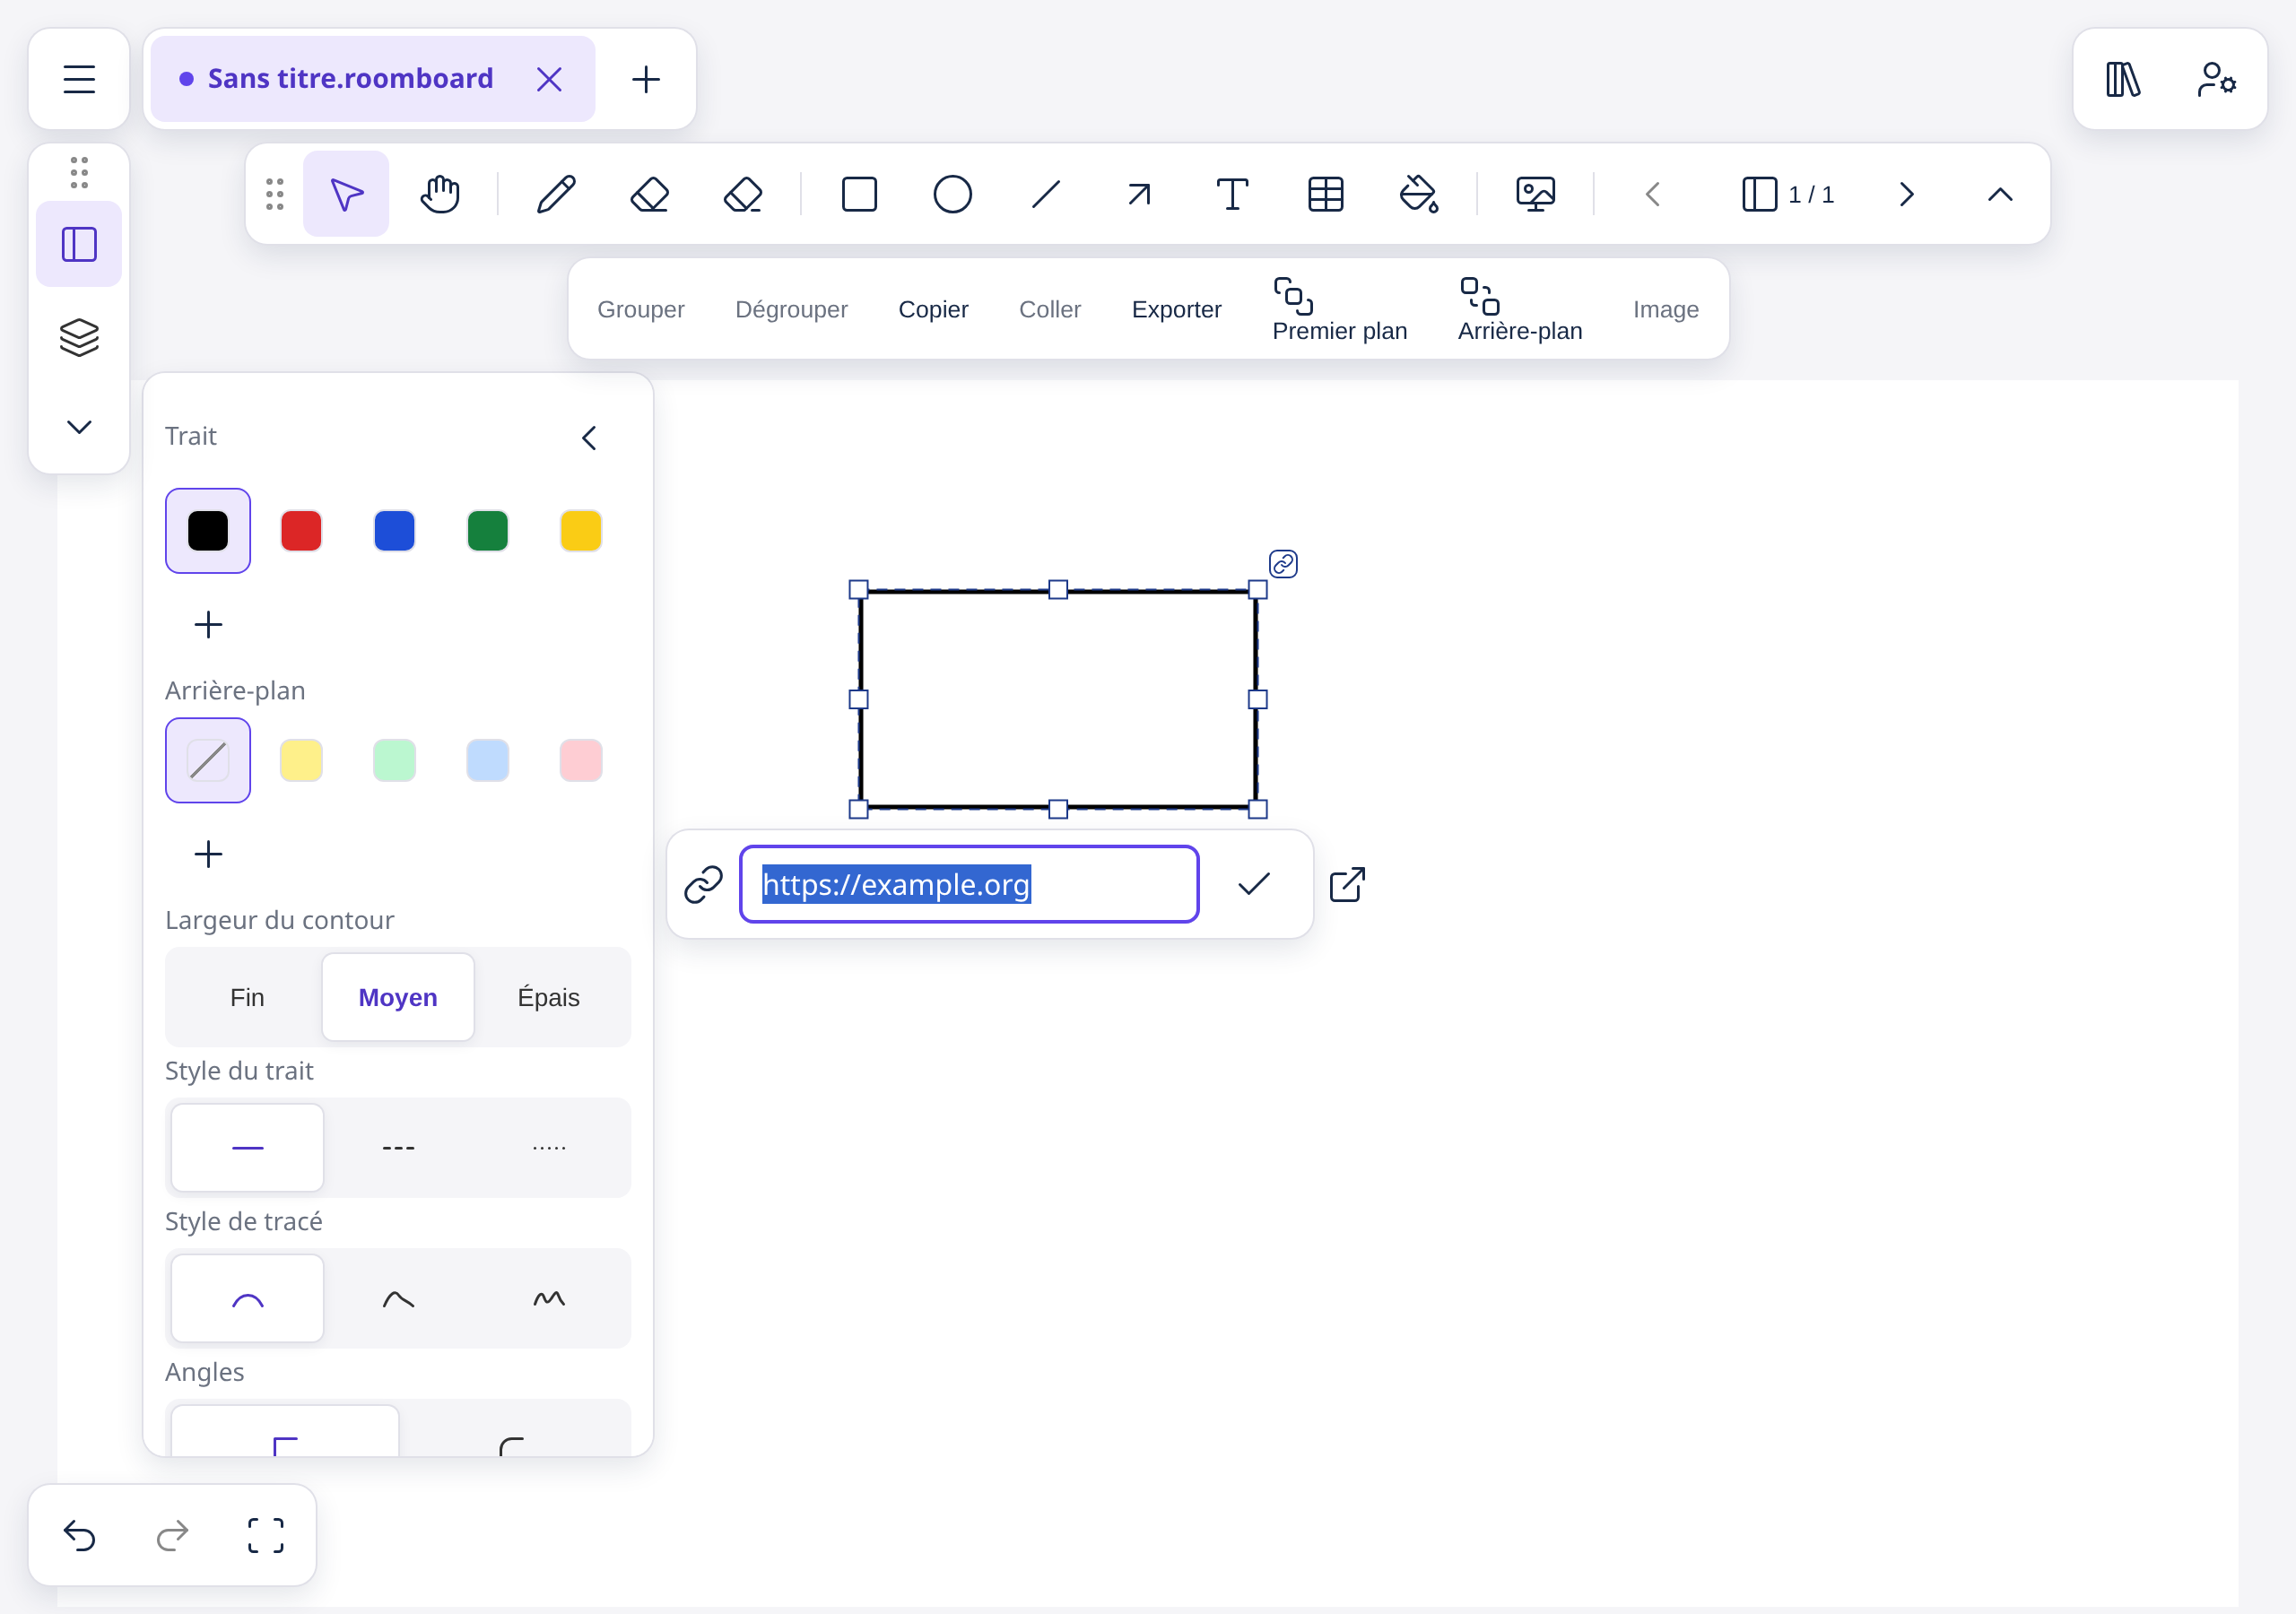 Sans titre.roomboard
1 / 1
Grouper Dégrouper Copier Coller Exporter Premier plan Arrière-plan Image
Trait
Arrière-plan
https://example.org
Largeur du contour
Fin Moyen Épais
Style du trait
Style de tracé
Angles